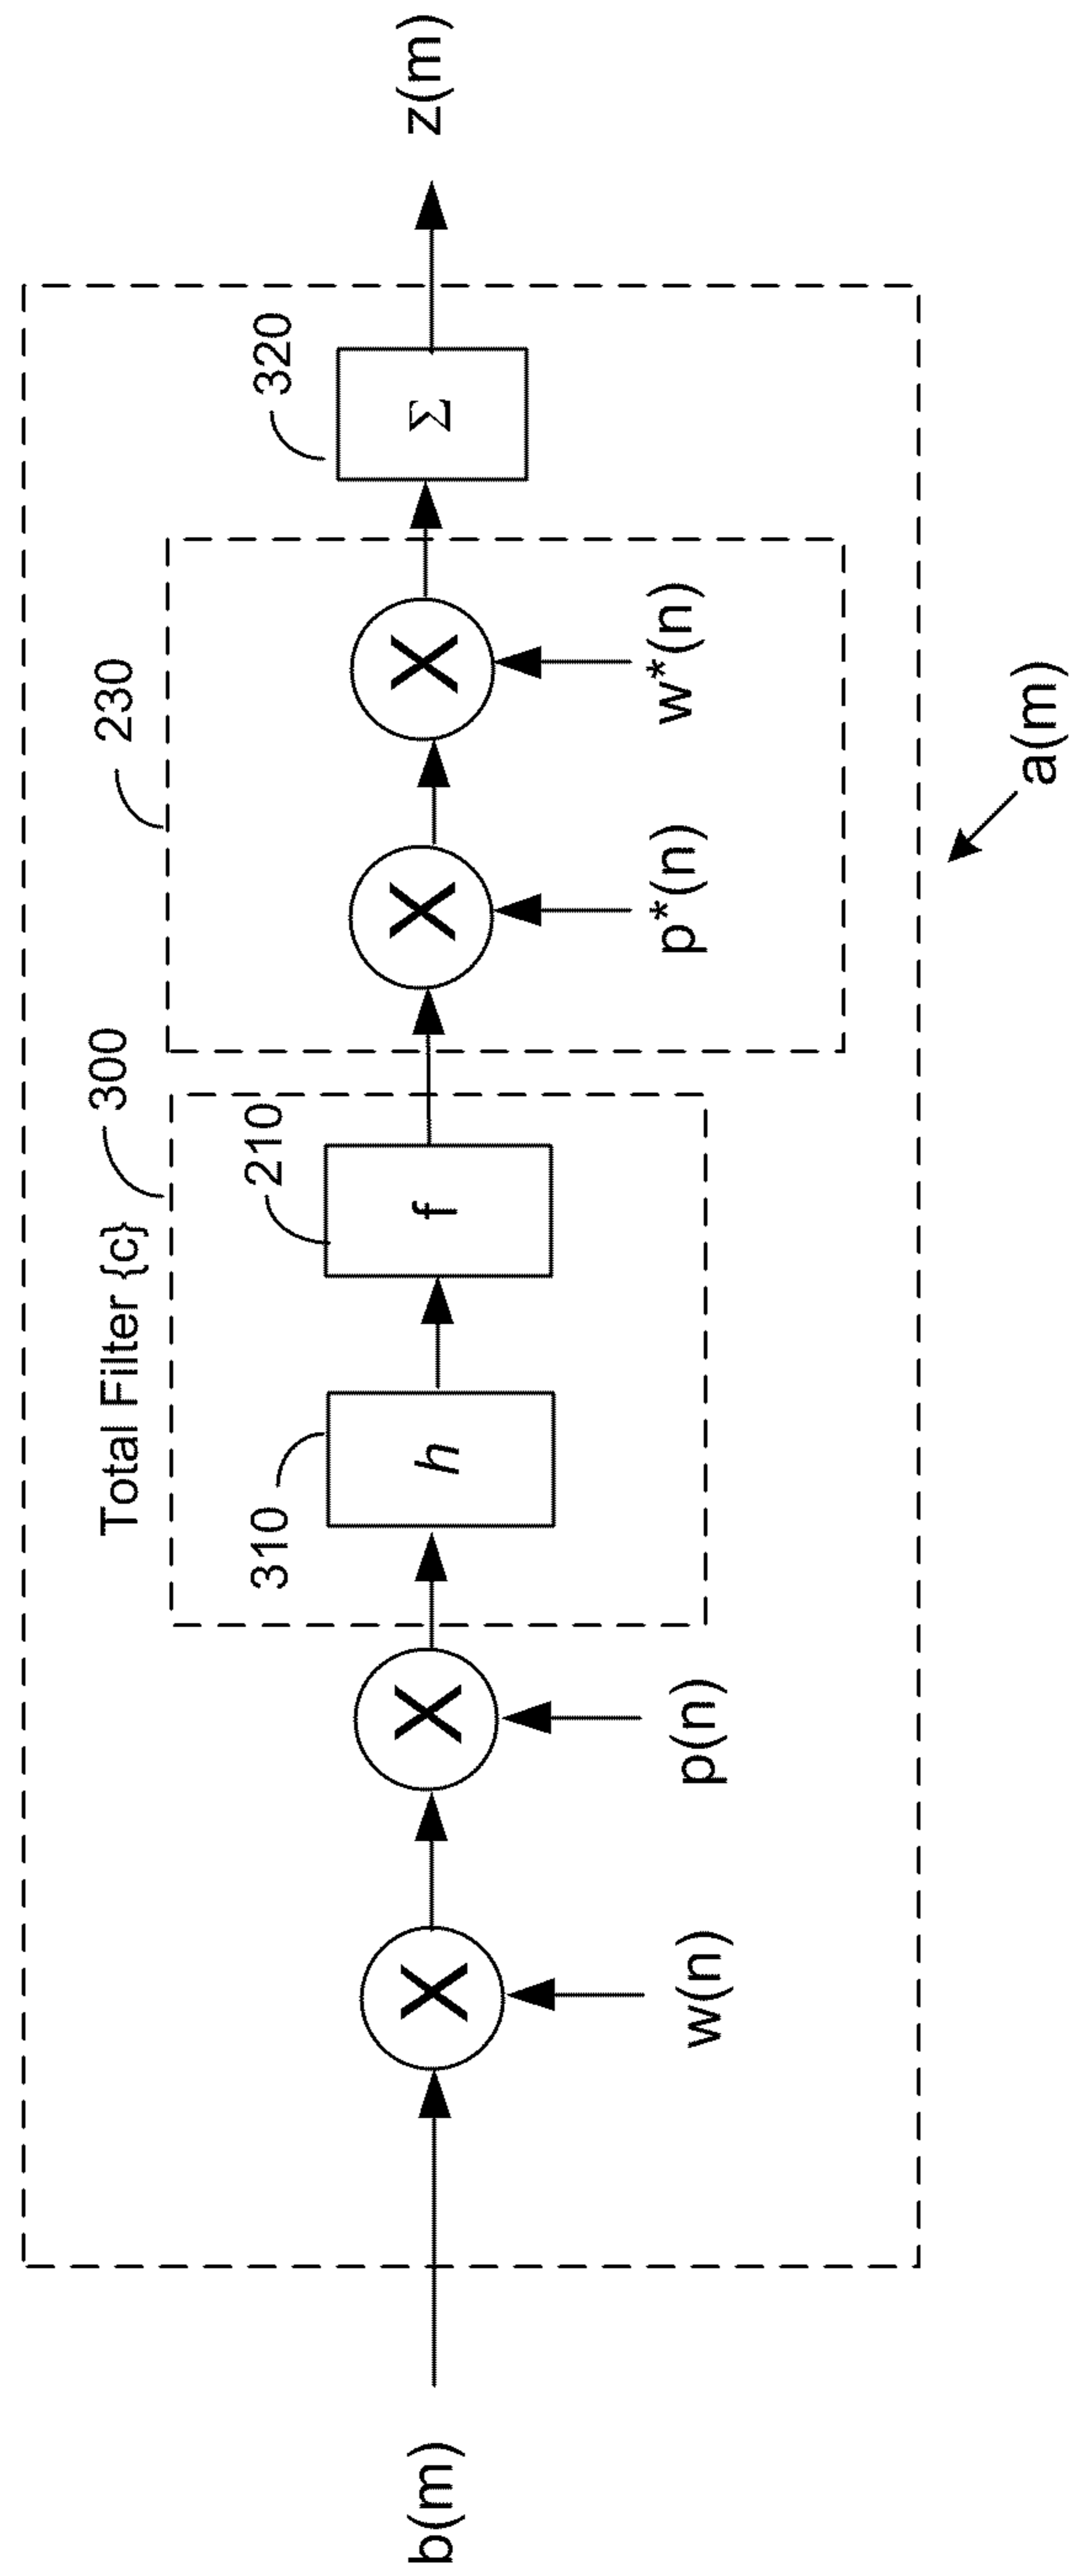 Total Filter {c}
300
230
310
210
320
b(m)
X
X
h
f
X
X
Σ
z(m)
w(n)
p(n)
p*(n)
w*(n)
a(m)